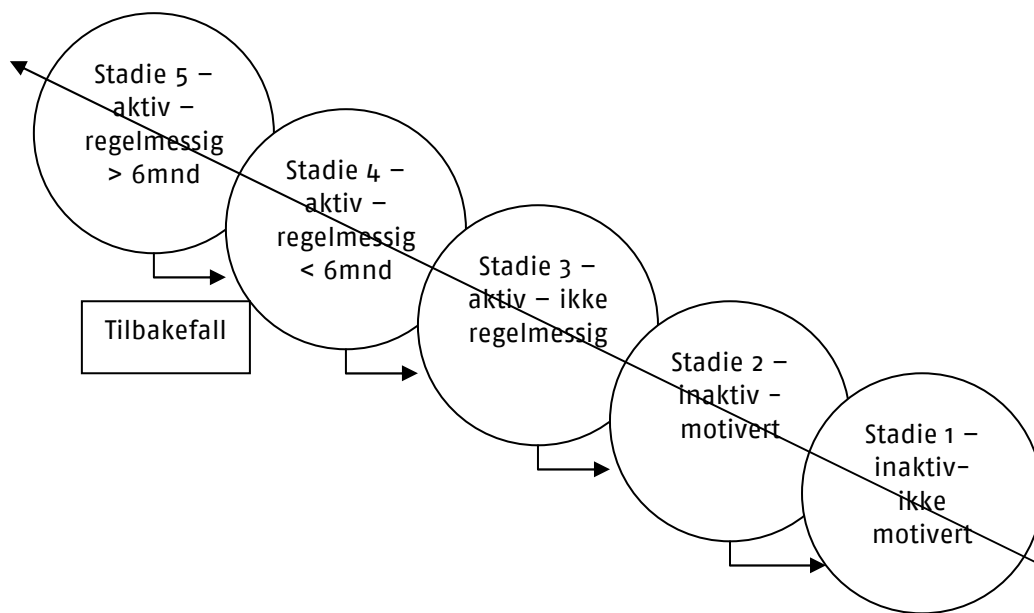 Stadie 5 –
aktiv –
regelmessig
> 6mnd
Stadie 4 –
aktiv –
regelmessig
< 6mnd
Tilbakefall
Stadie 3 –
aktiv – ikke
regelmessig
Stadie 2 –
inaktiv –
motivert
Stadie 1 –
inaktiv–
ikke
motivert